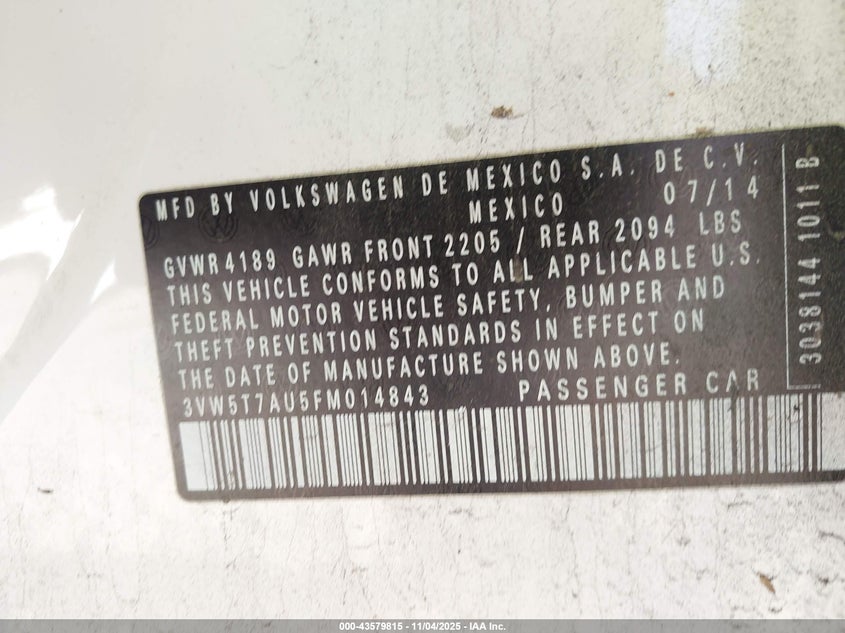 MFD BY VOLKSWAGEN DE MEXICO S.A. DE C.V.
MEXICO 07/14
GVWR 4189 GAWR FRONT 2205 / REAR 2094 LBS
THIS VEHICLE CONFORMS TO ALL APPLICABLE U.S.
FEDERAL MOTOR VEHICLE SAFETY, BUMPER AND
THEFT PREVENTION STANDARDS IN EFFECT ON
THE DATE OF MANUFACTURE SHOWN ABOVE.
3VW5T7AU5FM014843 PASSENGER CAR
3038144 1011 B
000-43579815 - 11/04/2025 - IAA Inc.